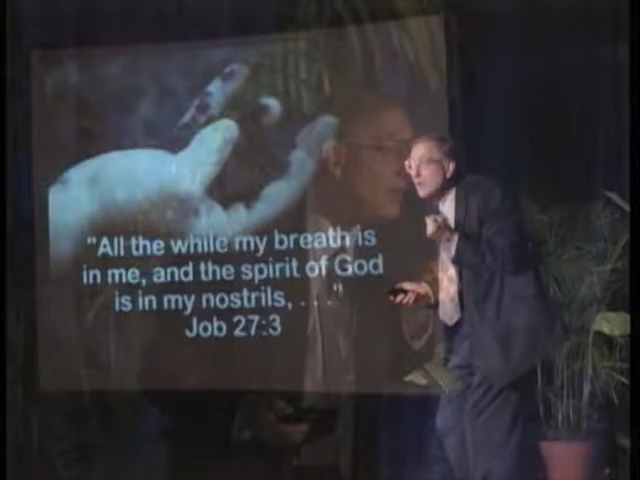 "All the while my breath is
in me, and the spirit of God
is in my nostrils, . . ."
Job 27:3